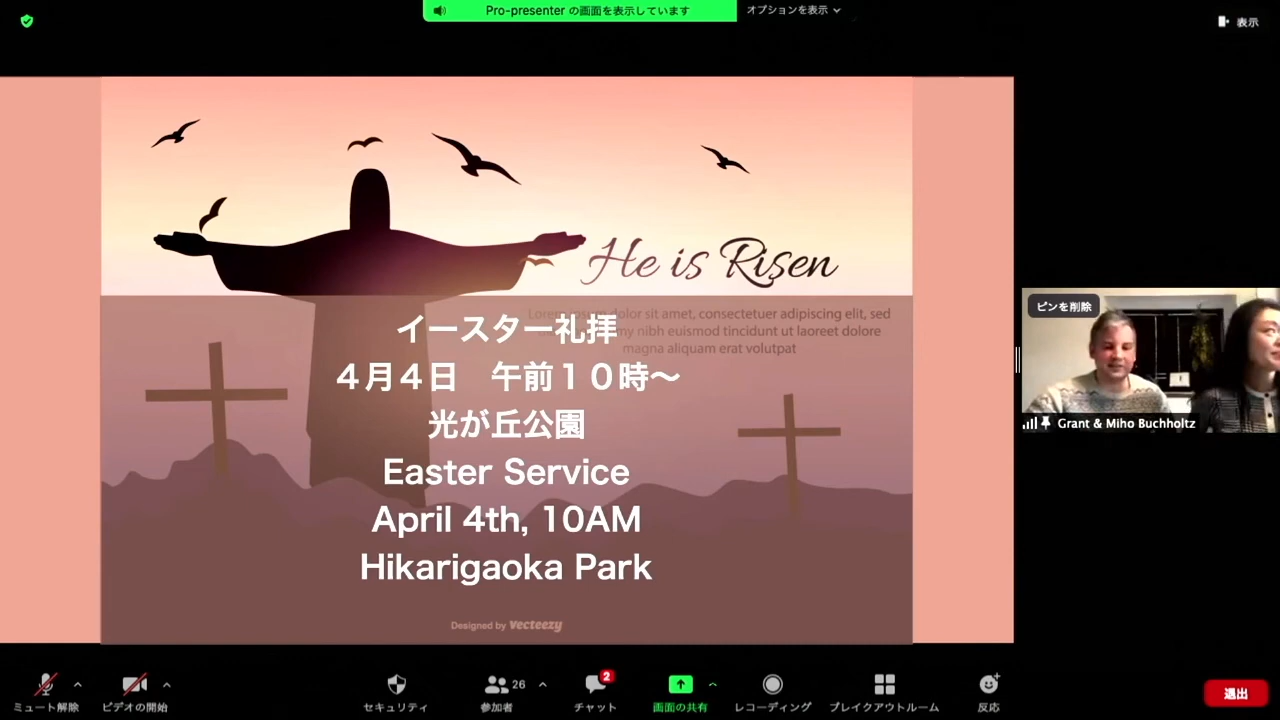 Pro-presenter の画面を表示しています
オプションを表示
表示
He is Risen
dolor sit amet, consectetuer adipiscing elit, sed
my nibh euismod tincidunt ut laoreet dolore
magna aliquam erat volutpat
イースター礼拝
4月4日　午前10時〜
光が丘公園
Easter Service
April 4th, 10AM
Hikarigaoka Park
Designed by vecteezy
ピンを削除
Grant & Miho Buchholtz
ミュート解除
ビデオの開始
セキュリティ
26
参加者
2
チャット
画面の共有
レコーディング
ブレイクアウトルーム
反応
退出